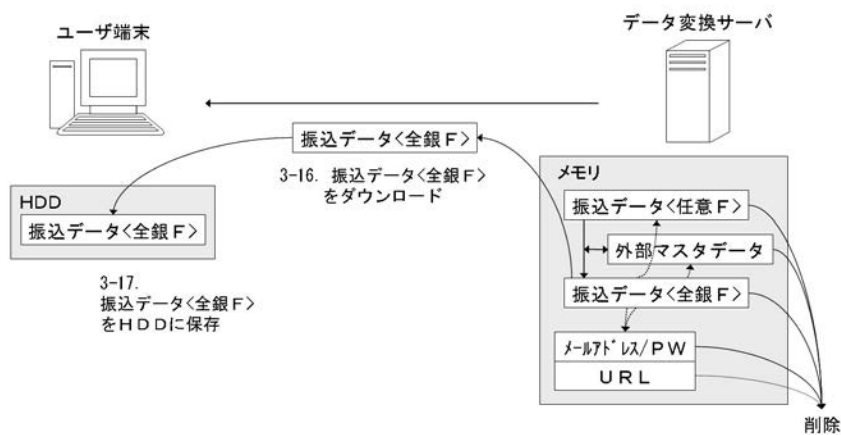 ユーザ端末
データ変換サーバ
振込データ<全銀F>
3-16. 振込データ<全銀F>
をダウンロード
HDD
振込データ<全銀F>
3-17.
振込データ<全銀F>
をHDDに保存
メモリ
振込データ<任意F>
外部マスタデータ
振込データ<全銀F>
メールアドレス/PW
URL
削除